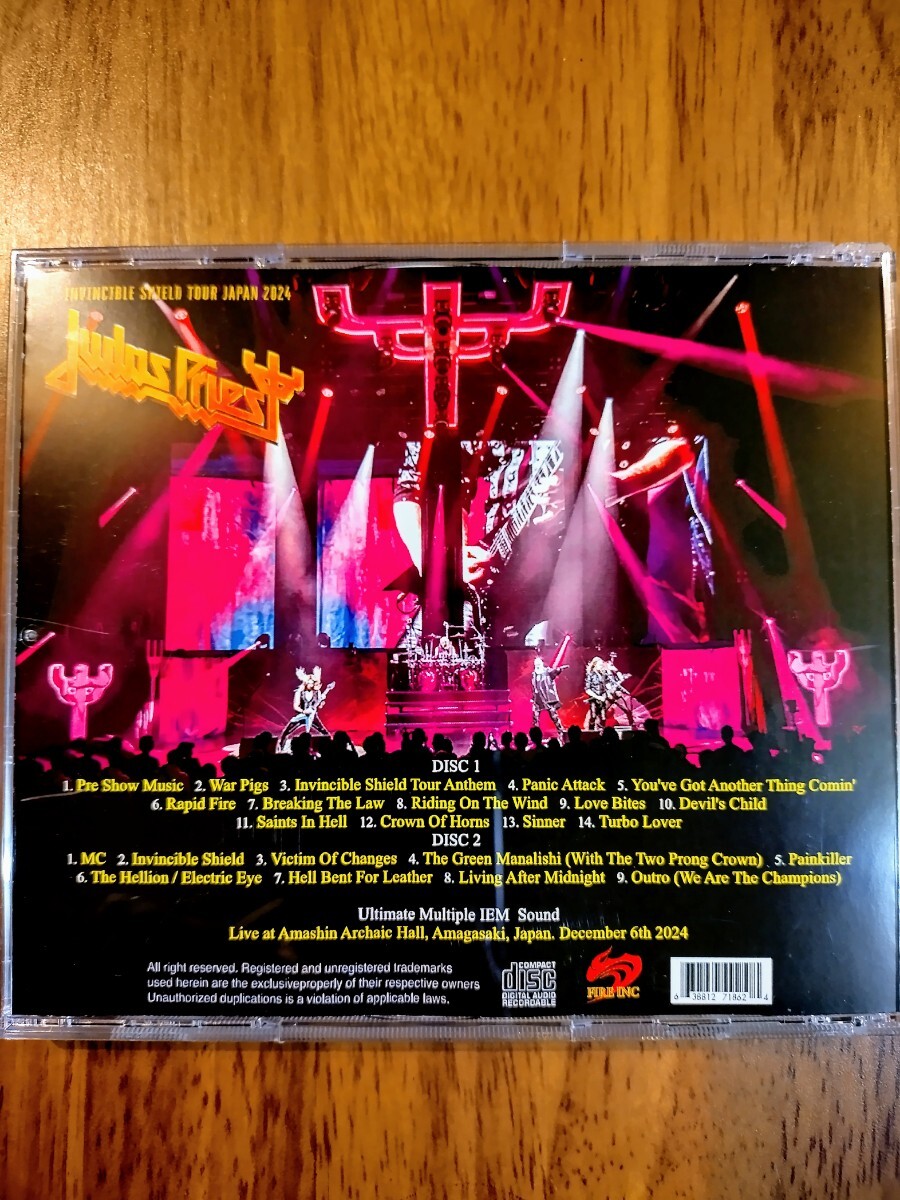 INVINCIBLE SHIELD TOUR JAPAN 2024
Judas Priest
DISC 1
1. Pre Show Music 2. War Pigs 3. Invincible Shield Tour Anthem 4. Panic Attack 5. You've Got Another Thing Comin'
6. Rapid Fire 7. Breaking The Law 8. Riding On The Wind 9. Love Bites 10. Devil's Child
11. Saints In Hell 12. Crown Of Horns 13. Sinner 14. Turbo Lover
DISC 2
1. MC 2. Invincible Shield 3. Victim Of Changes 4. The Green Manalishi (With The Two Prong Crown) 5. Painkiller
6. The Hellion / Electric Eye 7. Hell Bent For Leather 8. Living After Midnight 9. Outro (We Are The Champions)
Ultimate Multiple IEM Sound
Live at Amashin Archaic Hall, Amagasaki, Japan. December 6th 2024
All right reserved. Registered and unregistered trademarks
used herein are the exclusiveproperly of their respective owners
Unauthorized duplications is a violation of applicable laws.
COMPACT
disc
DIGITAL AUDIO
RECORDABLE
FIRE INC
6 38812 71862 4